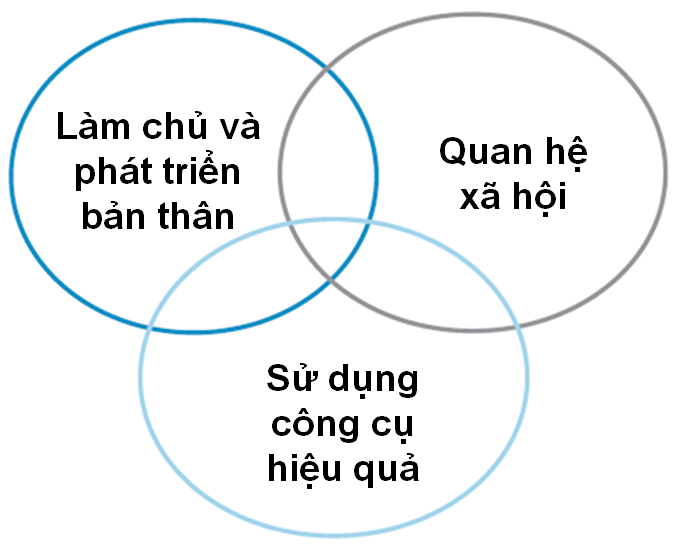 Làm chủ và
phát triển
bản thân
Quan hệ
xã hội
Sử dụng
công cụ
hiệu quả